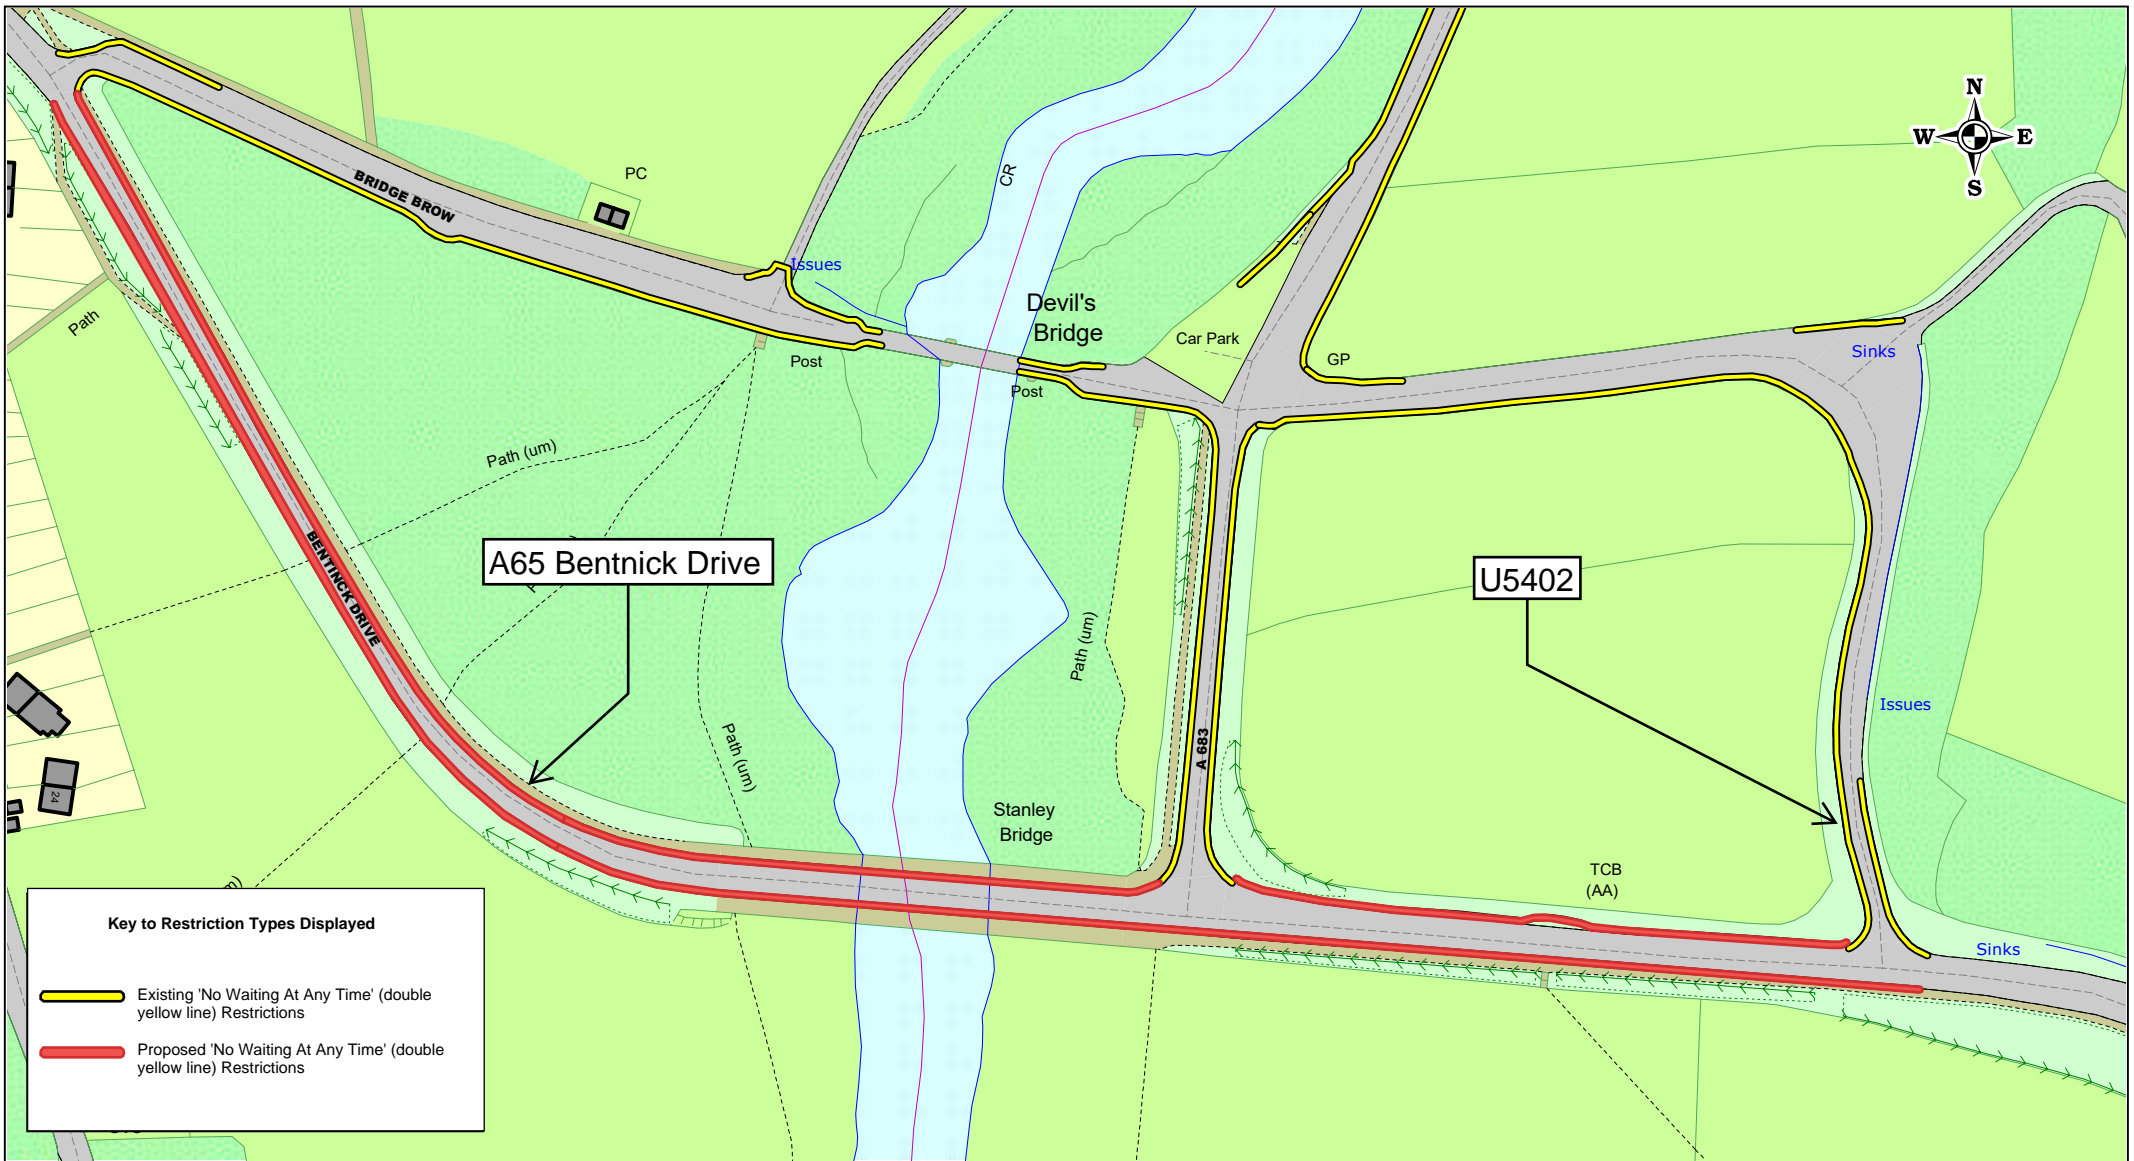 N
W E
S
PC
BRIDGE BROW
CR
Issues
Devil's
Bridge
Car Park
GP
Sinks
Path
Post
Post
Path (um)
A65 Bentnick Drive
U5402
BENTINCK DRIVE
Path (um)
Path (um)
A 683
Issues
24
Stanley
Bridge
TCB
(AA)
Sinks
Key to Restriction Types Displayed
Existing 'No Waiting At Any Time' (double
yellow line) Restrictions
Proposed 'No Waiting At Any Time' (double
yellow line) Restrictions